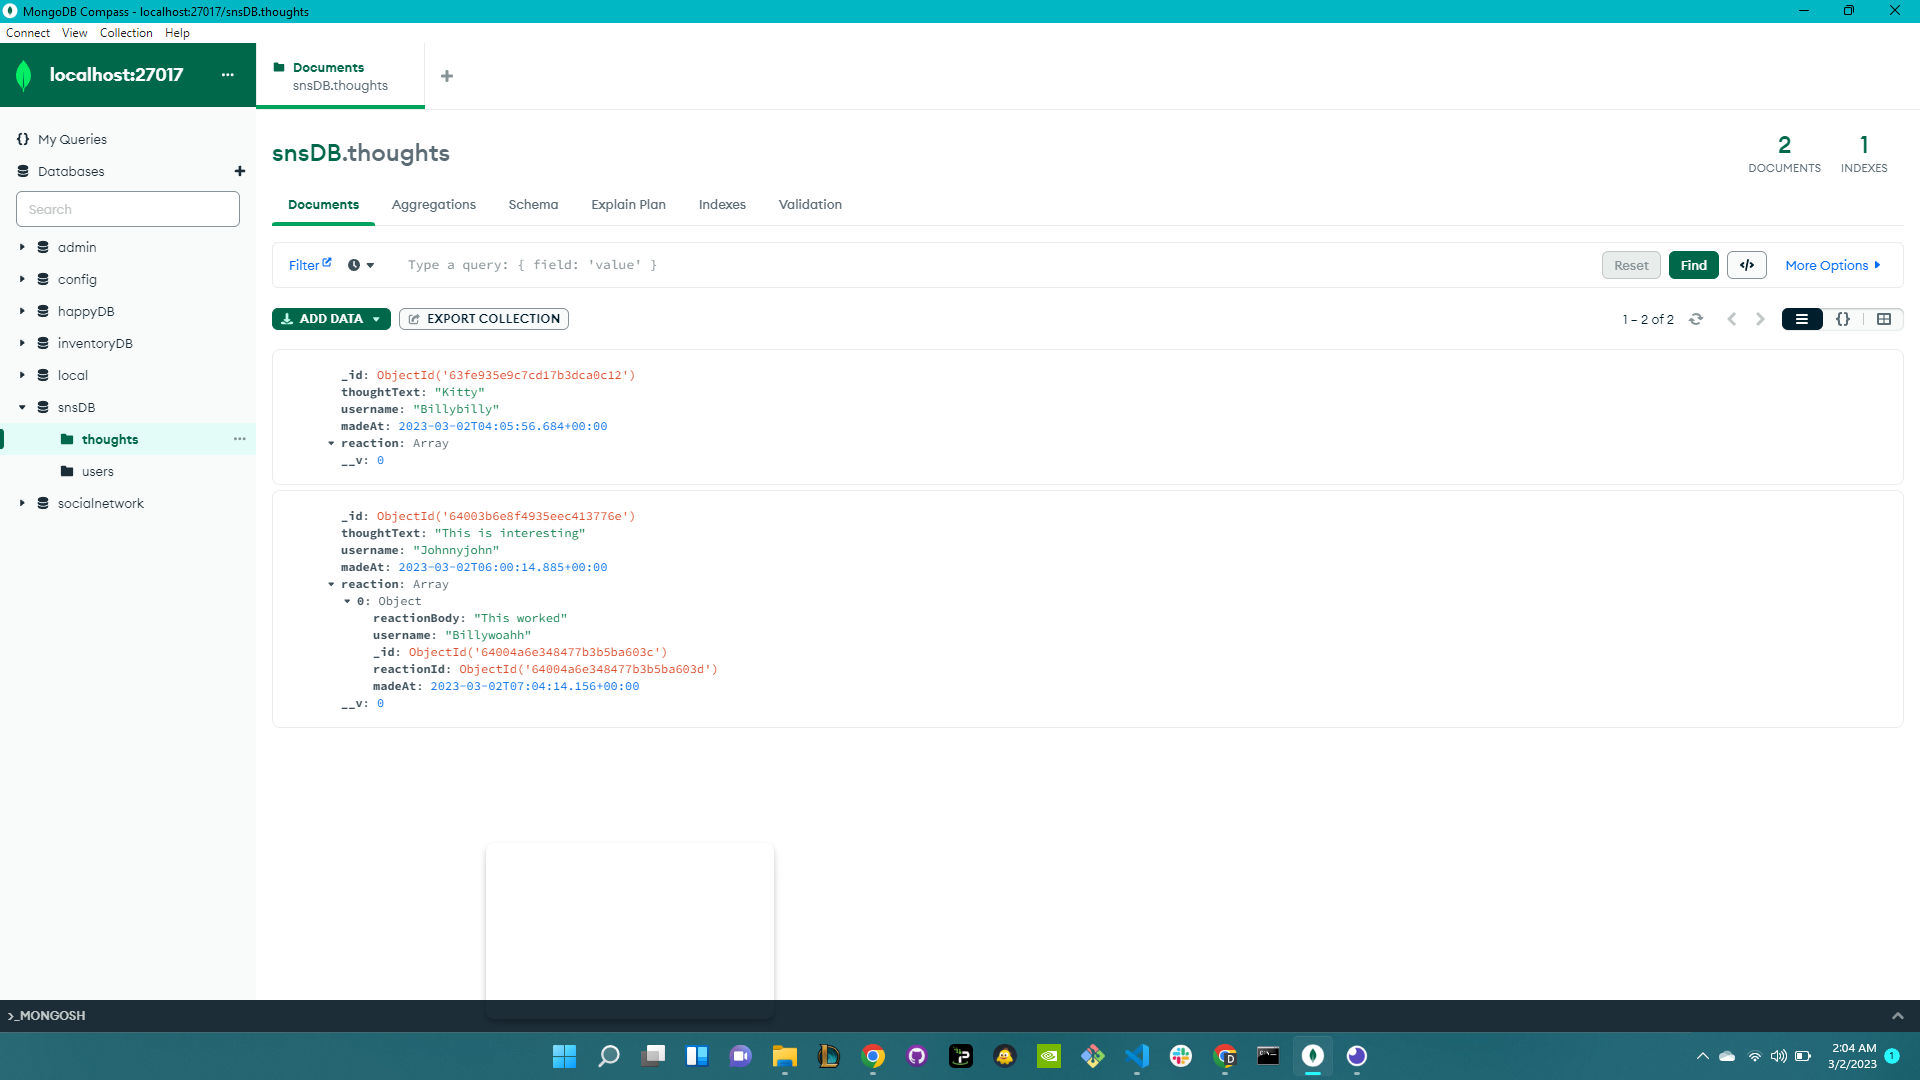 MongoDB Compass - localhost:27017/snsDB.thoughts
Connect View Collection Help
localhost:27017
Documents
snsDB.thoughts
{} My Queries
Databases
Search
admin
config
happyDB
inventoryDB
local
snsDB
thoughts
users
socialnetwork
snsDB.thoughts
2
DOCUMENTS
1
INDEXES
Documents Aggregations Schema Explain Plan Indexes Validation
Filter Type a query: { field: 'value' } Reset Find </> More Options
ADD DATA EXPORT COLLECTION 1 – 2 of 2 {}
_id: ObjectId('63fe935e9c7cd17b3dca0c12')
thoughtText: "Kitty"
username: "Billybilly"
madeAt: 2023-03-02T04:05:56.684+00:00
reaction: Array
__v: 0
_id: ObjectId('64003b6e8f4935eec413776e')
thoughtText: "This is interesting"
username: "Johnnyjohn"
madeAt: 2023-03-02T06:00:14.885+00:00
reaction: Array
0: Object
reactionBody: "This worked"
username: "Billywoahh"
_id: ObjectId('64004a6e348477b3b5ba603c')
reactionId: ObjectId('64004a6e348477b3b5ba603d')
madeAt: 2023-03-02T07:04:14.156+00:00
__v: 0
>_MONGOSH
2:04 AM
3/2/2023
1